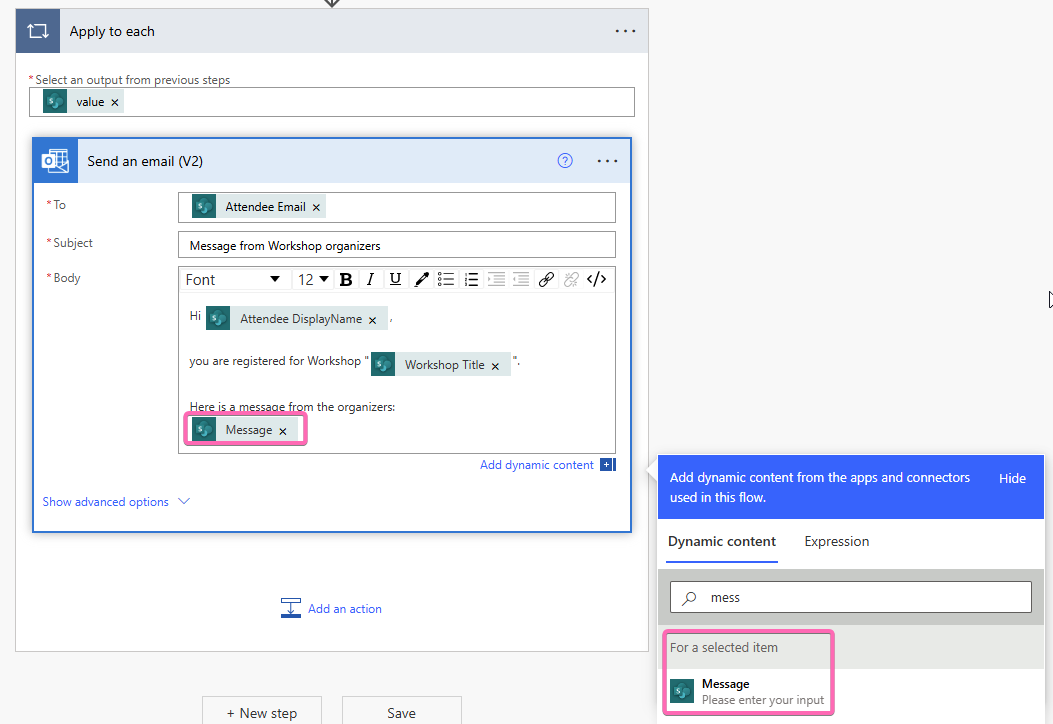 Apply to each
* Select an output from previous steps
value ×
Send an email (V2)
* To
Attendee Email ×
* Subject
Message from Workshop organizers
* Body
Font 12 B I U </>
Hi Attendee DisplayName × ,
you are registered for Workshop " Workshop Title × ".
Here is a message from the organizers:
Message ×
Add dynamic content
Show advanced options
Add an action
+ New step
Save
Add dynamic content from the apps and connectors
used in this flow.
Hide
Dynamic content
Expression
mess
For a selected item
Message
Please enter your input